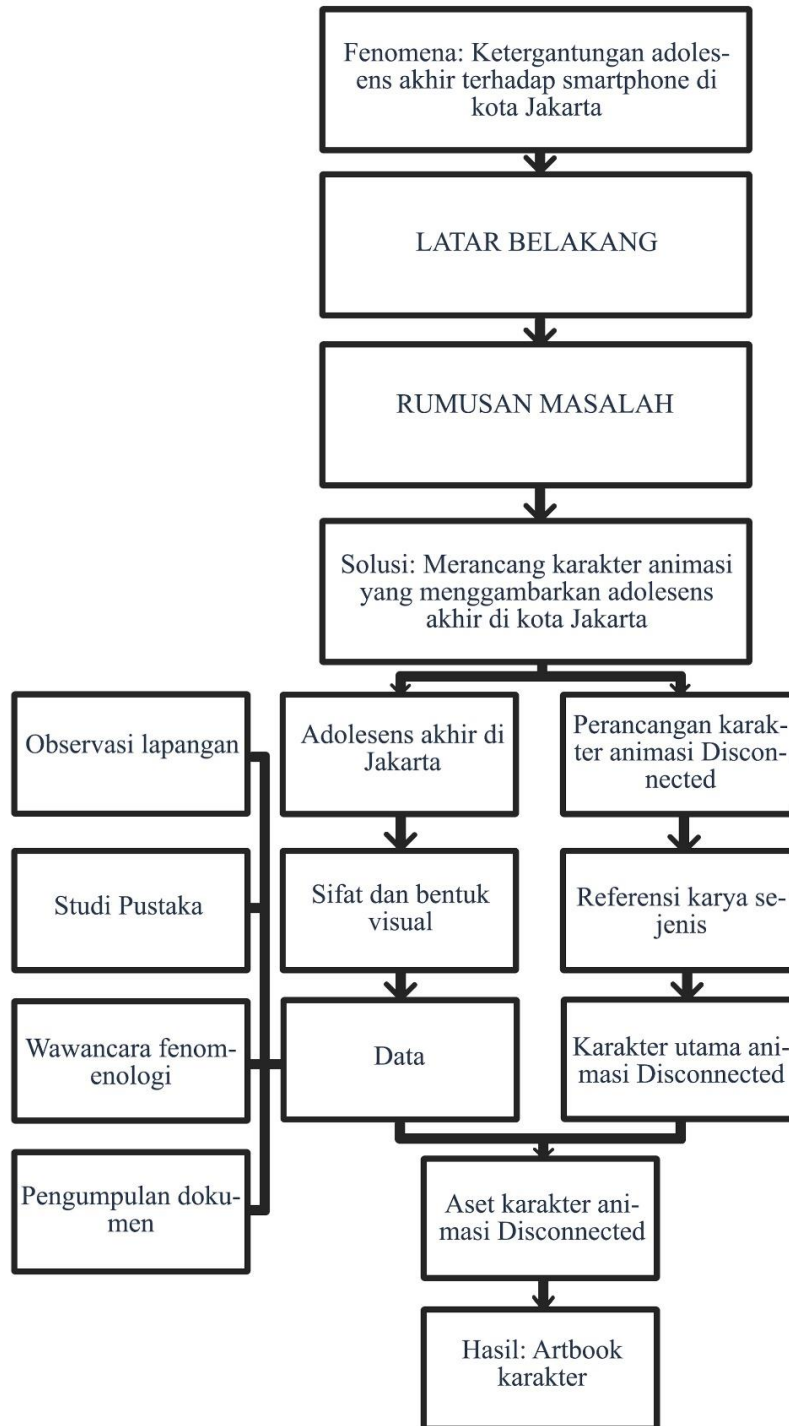 Fenomena: Ketergantungan adoles-
ens akhir terhadap smartphone di
kota Jakarta
LATAR BELAKANG
RUMUSAN MASALAH
Solusi: Merancang karakter animasi
yang menggambarkan adolesens
akhir di kota Jakarta
Observasi lapangan
Adolesens akhir di
Jakarta
Perancangan karak-
ter animasi Discon-
nected
Studi Pustaka
Sifat dan bentuk
visual
Referensi karya se-
jenis
Wawancara fenom-
enologi
Data
Karakter utama ani-
masi Disconnected
Pengumpulan doku-
men
Aset karakter ani-
masi Disconnected
Hasil: Artbook
karakter